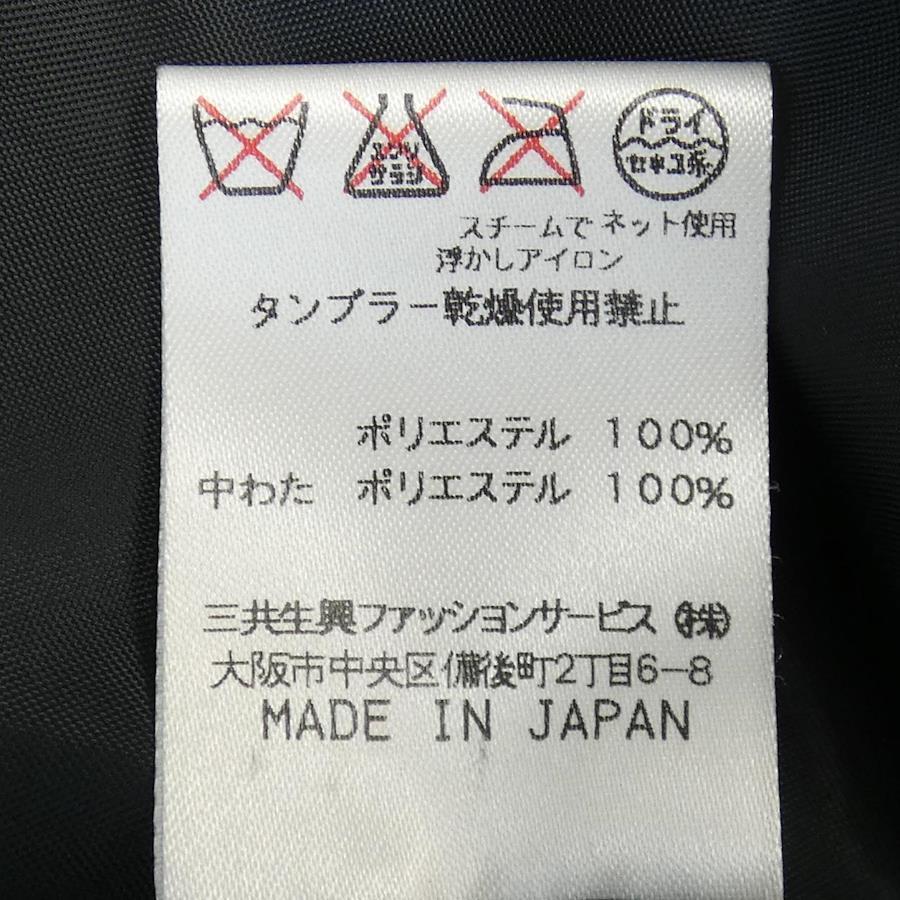 エンソ
サラシ
ドライ
セキユ系
スチームで ネット使用
浮かしアイロン
タンブラー乾燥使用禁止
ポリエステル 100%
中わた ポリエステル 100%
三共生興ファッションサービス ㈱
大阪市中央区備後町2丁目6-8
MADE IN JAPAN